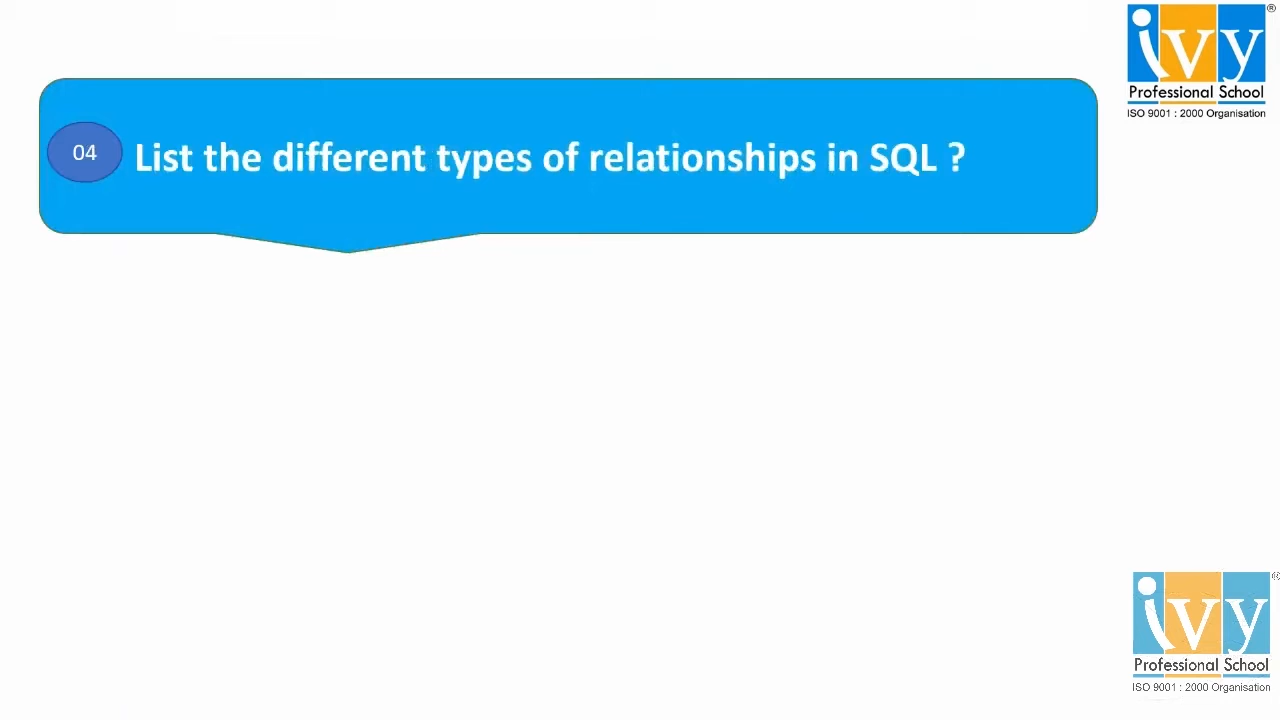 ivy
Professional School
ISO 9001 : 2000 Organisation
04
List the different types of relationships in SQL ?
ivy
Professional School
ISO 9001 : 2000 Organisation